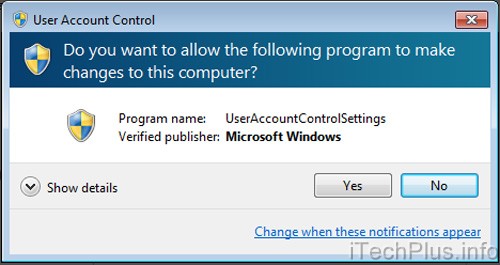 User Account Control
Do you want to allow the following program to make
changes to this computer?
Program name: UserAccountControlSettings
Verified publisher: Microsoft Windows
Show details
Yes
No
Change when these notifications appear
iTechPlus.info